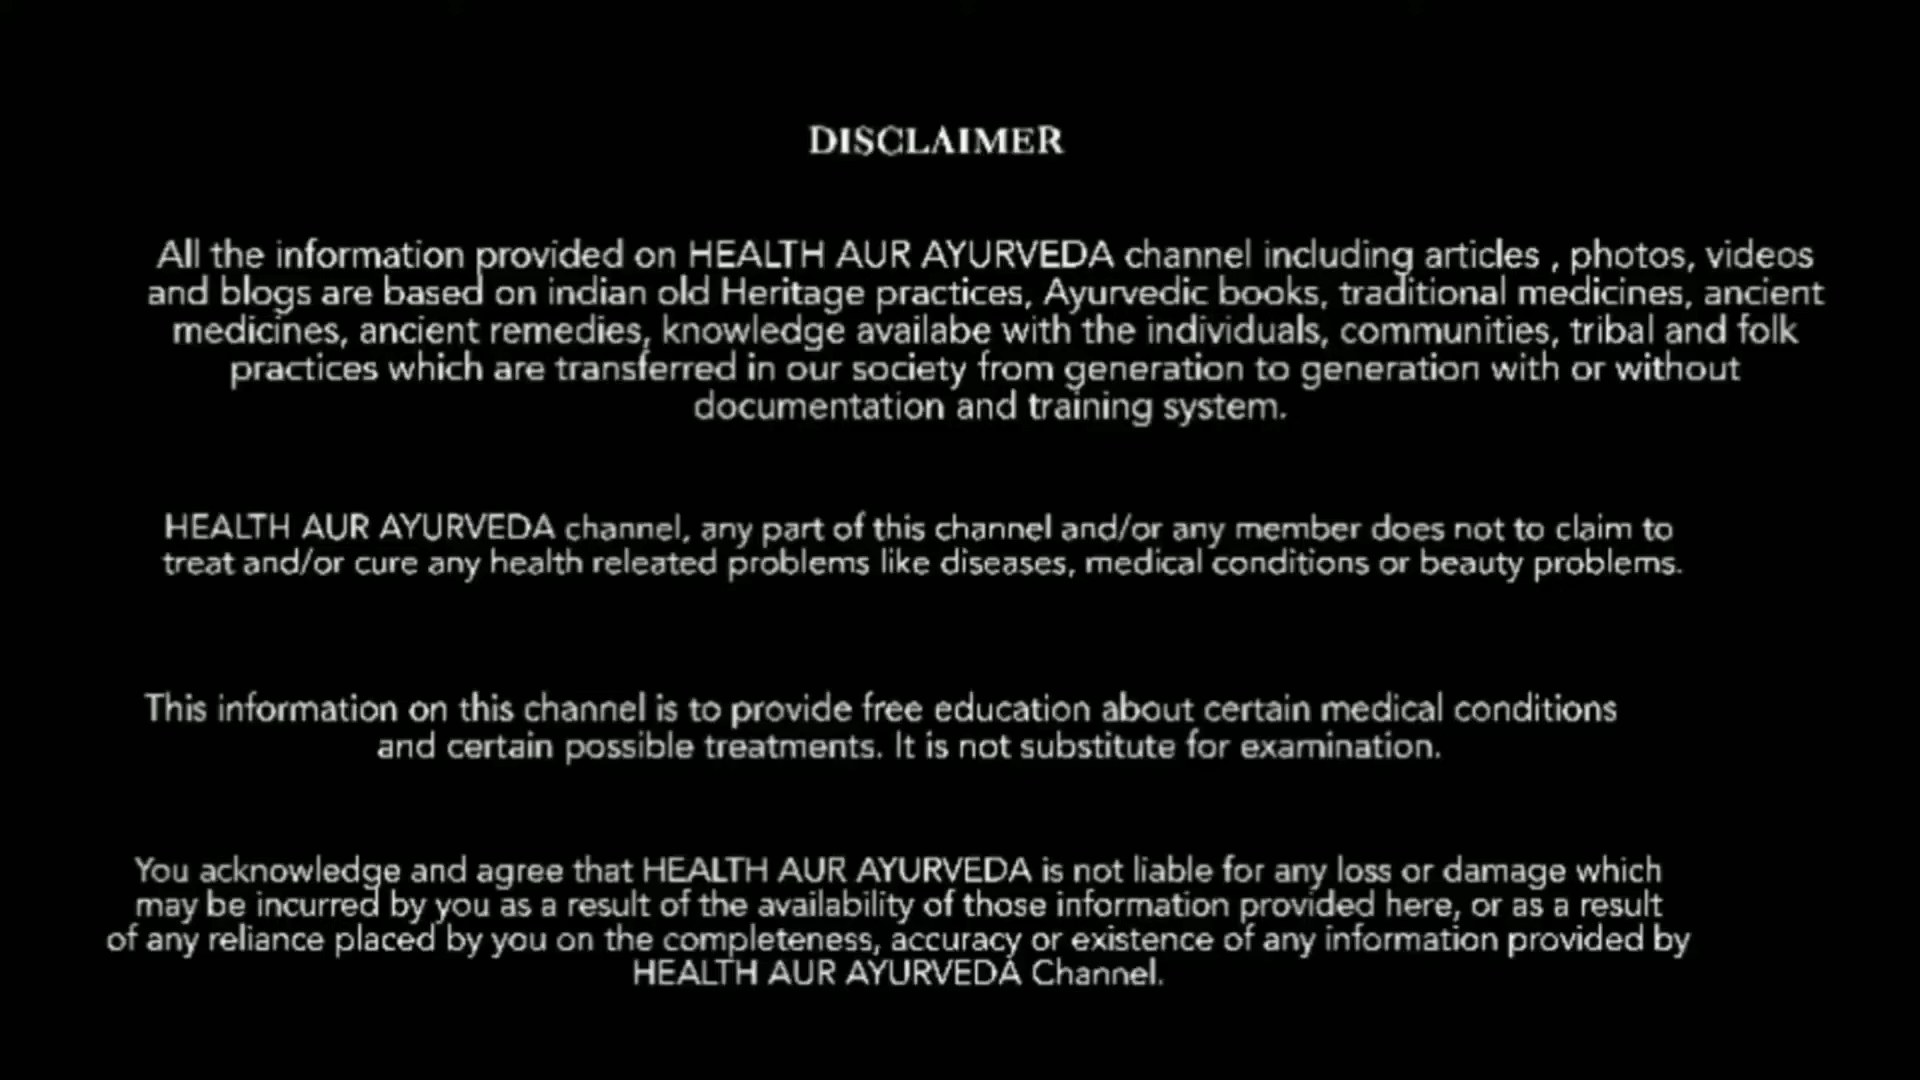 DISCLAIMER
All the information provided on HEALTH AUR AYURVEDA channel including articles , photos, videos
and blogs are based on indian old Heritage practices, Ayurvedic books, traditional medicines, ancient
medicines, ancient remedies, knowledge availabe with the individuals, communities, tribal and folk
practices which are transferred in our society from generation to generation with or without
documentation and training system.
HEALTH AUR AYURVEDA channel, any part of this channel and/or any member does not to claim to
treat and/or cure any health releated problems like diseases, medical conditions or beauty problems.
This information on this channel is to provide free education about certain medical conditions
and certain possible treatments. It is not substitute for examination.
You acknowledge and agree that HEALTH AUR AYURVEDA is not liable for any loss or damage which
may be incurred by you as a result of the availability of those information provided here, or as a result
of any reliance placed by you on the completeness, accuracy or existence of any information provided by
HEALTH AUR AYURVEDA Channel.